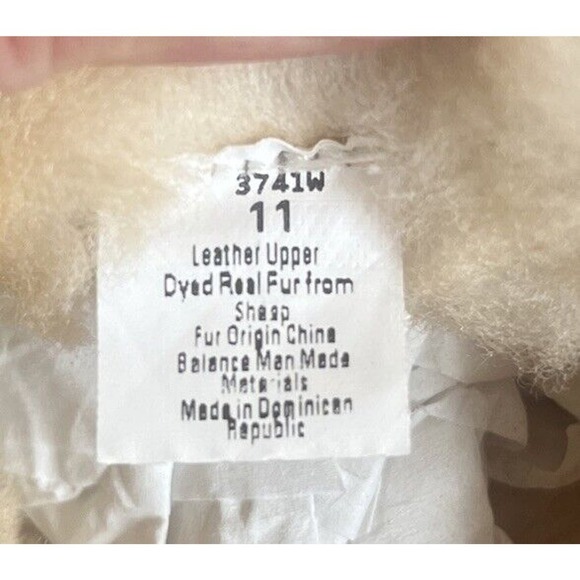 3741W
11
Leather Upper
Dyed Real Fur from
Sheep
Fur Origin China
Balance Man Made
Materials
Made in Dominican
Republic